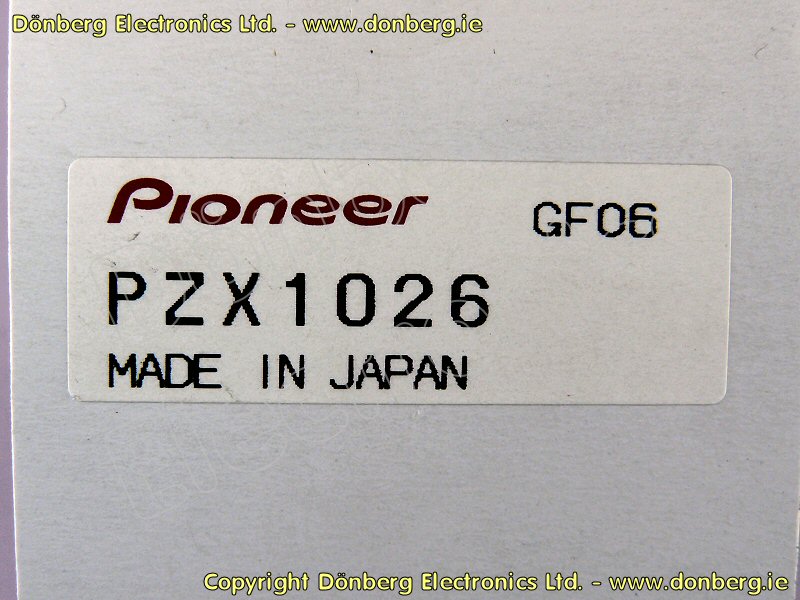 Dönberg Electronics Ltd. - www.donberg.ie
Pioneer GF06
PZX1026
MADE IN JAPAN
Copyright Dönberg Electronics Ltd. - www.donberg.ie